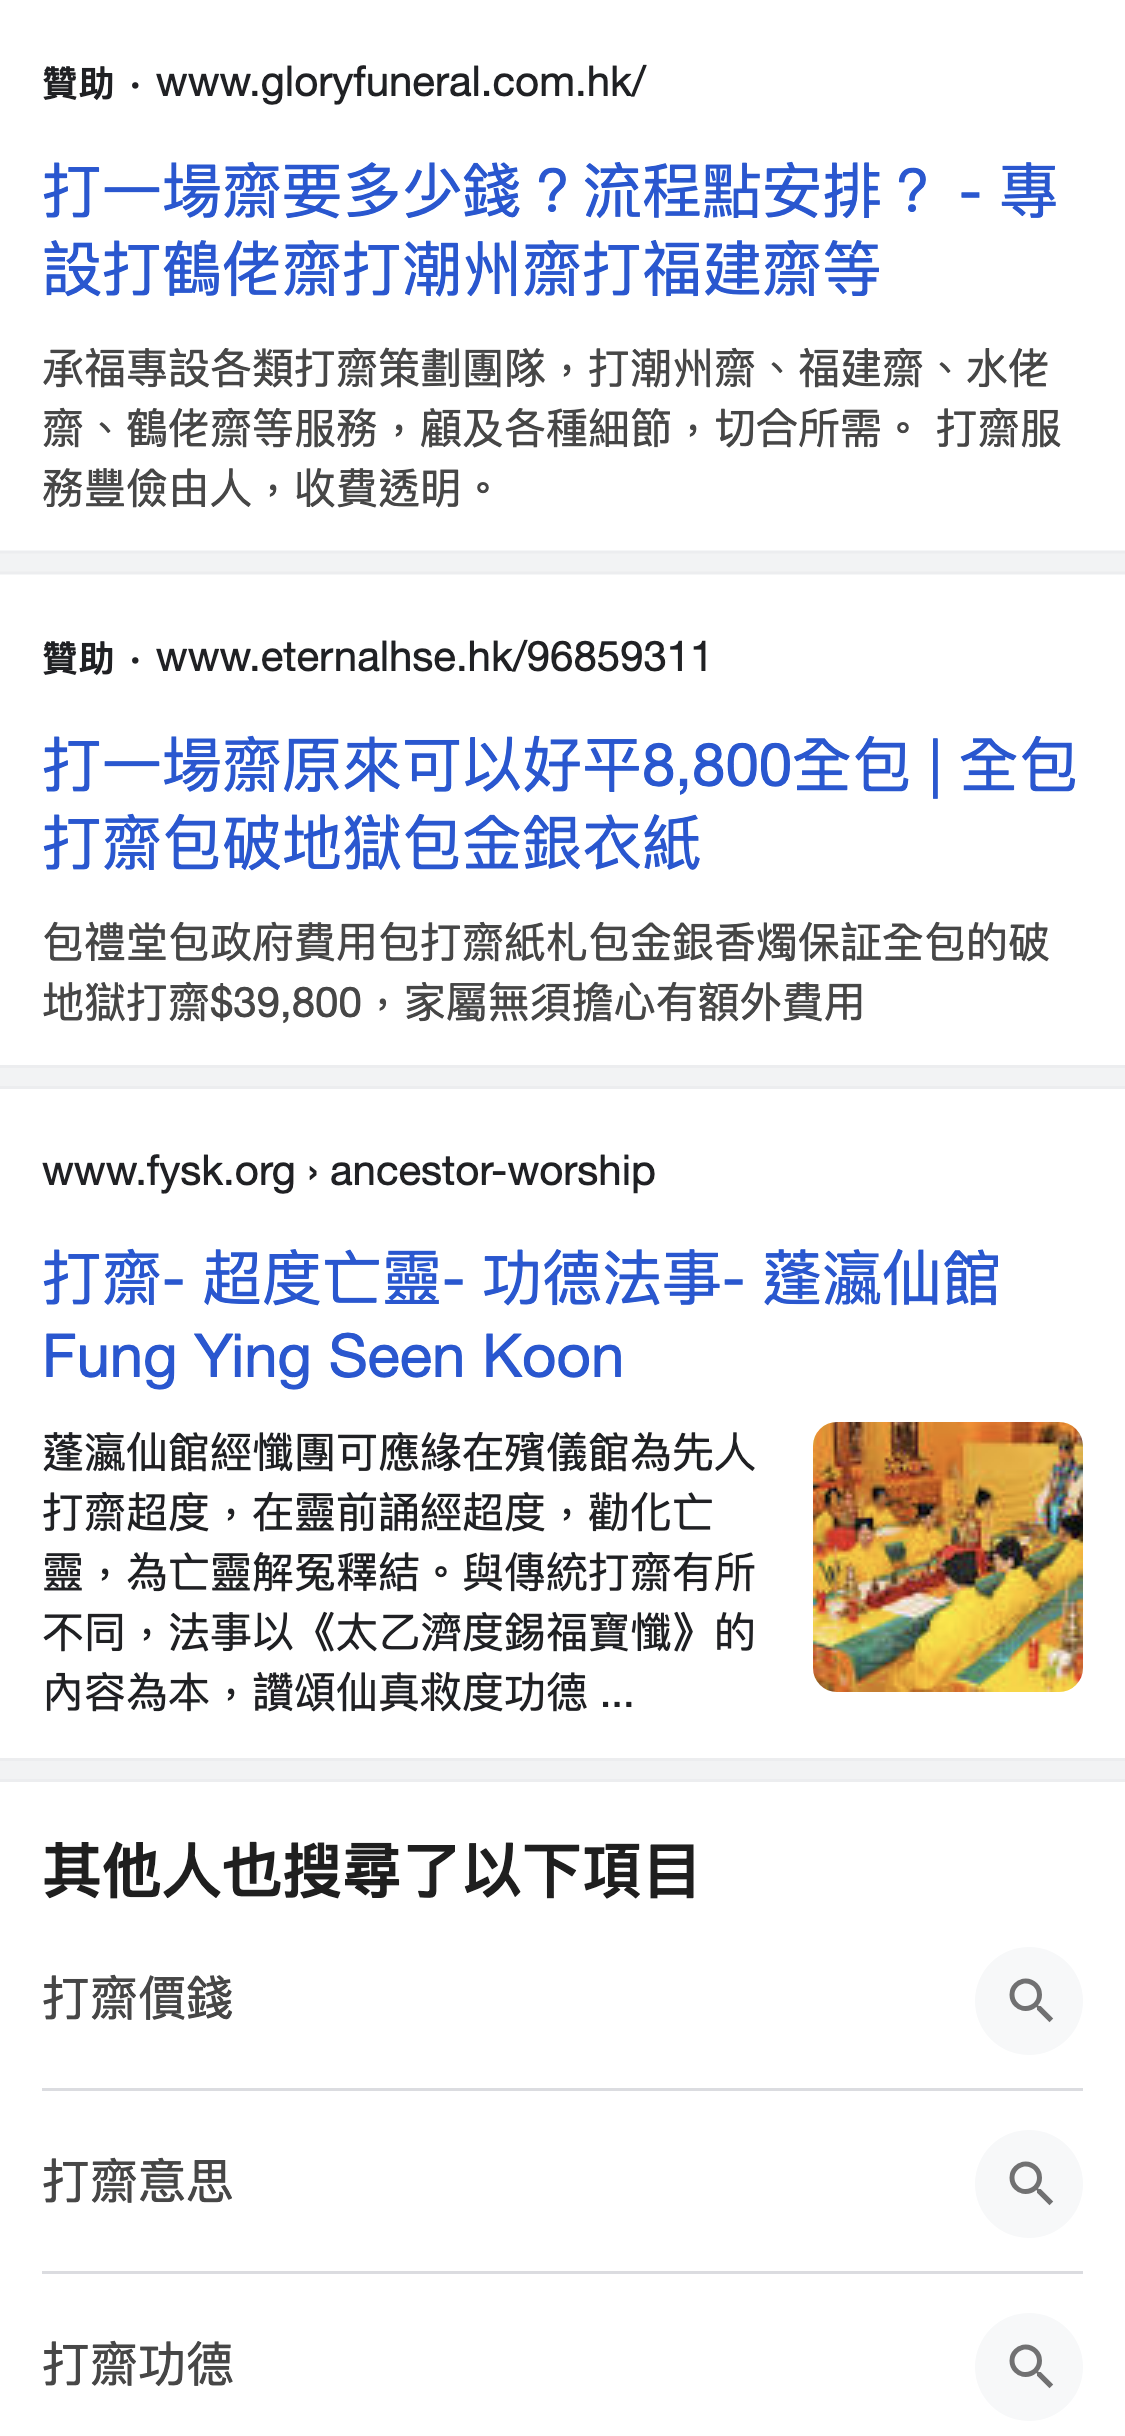 贊助 · www.gloryfuneral.com.hk/
打一場齋要多少錢？流程點安排？ - 專
設打鶴佬齋打潮州齋打福建齋等
承福專設各類打齋策劃團隊，打潮州齋、福建齋、水佬
齋、鶴佬齋等服務，顧及各種細節，切合所需。 打齋服
務豐儉由人，收費透明。
贊助 · www.eternalhse.hk/96859311
打一場齋原來可以好平8,800全包 | 全包
打齋包破地獄包金銀衣紙
包禮堂包政府費用包打齋紙札包金銀香燭保証全包的破
地獄打齋$39,800，家屬無須擔心有額外費用
www.fysk.org › ancestor-worship
打齋- 超度亡靈- 功德法事- 蓬瀛仙館
Fung Ying Seen Koon
蓬瀛仙館經懺團可應緣在殯儀館為先人
打齋超度，在靈前誦經超度，勸化亡
靈，為亡靈解冤釋結。與傳統打齋有所
不同，法事以《太乙濟度錫福寶懺》的
內容為本，讚頌仙真救度功德 ...
其他人也搜尋了以下項目
打齋價錢
打齋意思
打齋功德